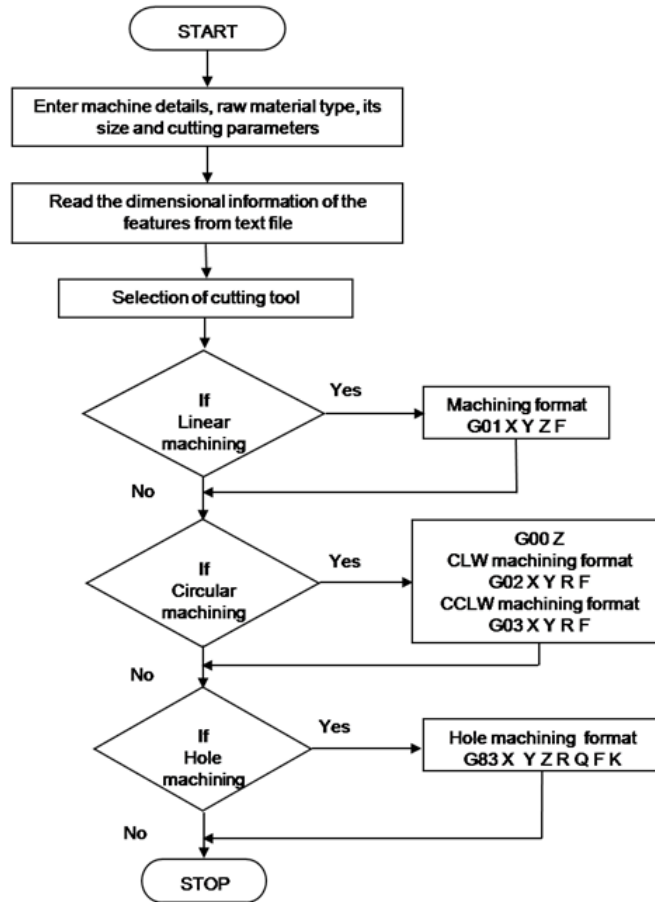 START
Enter machine details, raw material type, its
size and cutting parameters
Read the dimensional information of the
features from text file
Selection of cutting tool
If
Linear
machining
Yes
Machining format
G01 X Y Z F
No
If
Circular
machining
Yes
G00 Z
CLW machining format
G02 X Y R F
CCLW machining format
G03 X Y R F
No
If
Hole
machining
Yes
Hole machining format
G83 X Y Z R Q F K
No
STOP